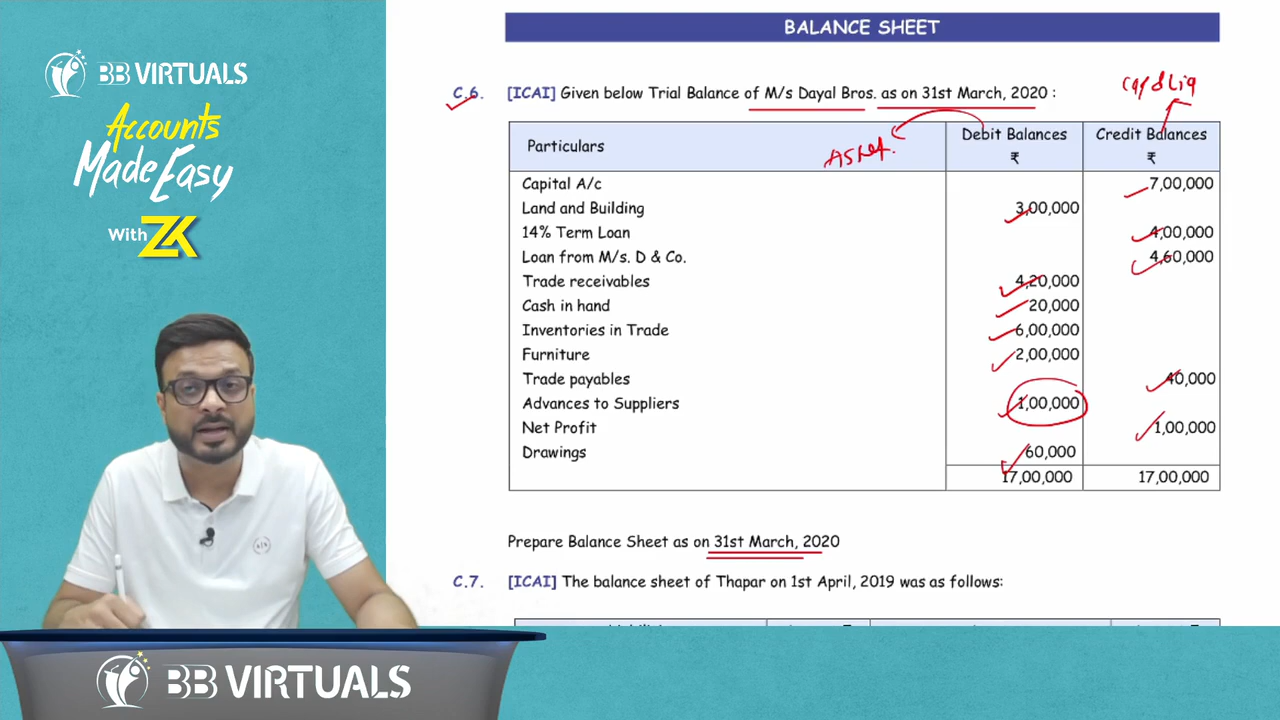 BB VIRTUALS
Accounts
Made Easy
With ZK
BALANCE SHEET
C.6. [ICAI] Given below Trial Balance of M/s Dayal Bros. as on 31st March, 2020 :
Cap & Liq
Asset.
Particulars Debit Balances ₹ Credit Balances ₹
Capital A/c 7,00,000
Land and Building 3,00,000
14% Term Loan 4,00,000
Loan from M/s. D & Co. 4,60,000
Trade receivables 4,20,000
Cash in hand 20,000
Inventories in Trade 6,00,000
Furniture 2,00,000
Trade payables 40,000
Advances to Suppliers 1,00,000
Net Profit 1,00,000
Drawings 60,000
17,00,000 17,00,000
Prepare Balance Sheet as on 31st March, 2020
C.7. [ICAI] The balance sheet of Thapar on 1st April, 2019 was as follows:
BB VIRTUALS